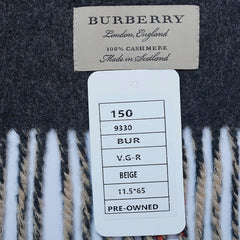 BURBERRY
London, England
100% CASHMERE
Made in Scotland
150
9330
BUR
V.G-R
BEIGE
11.5*65
PRE-OWNED